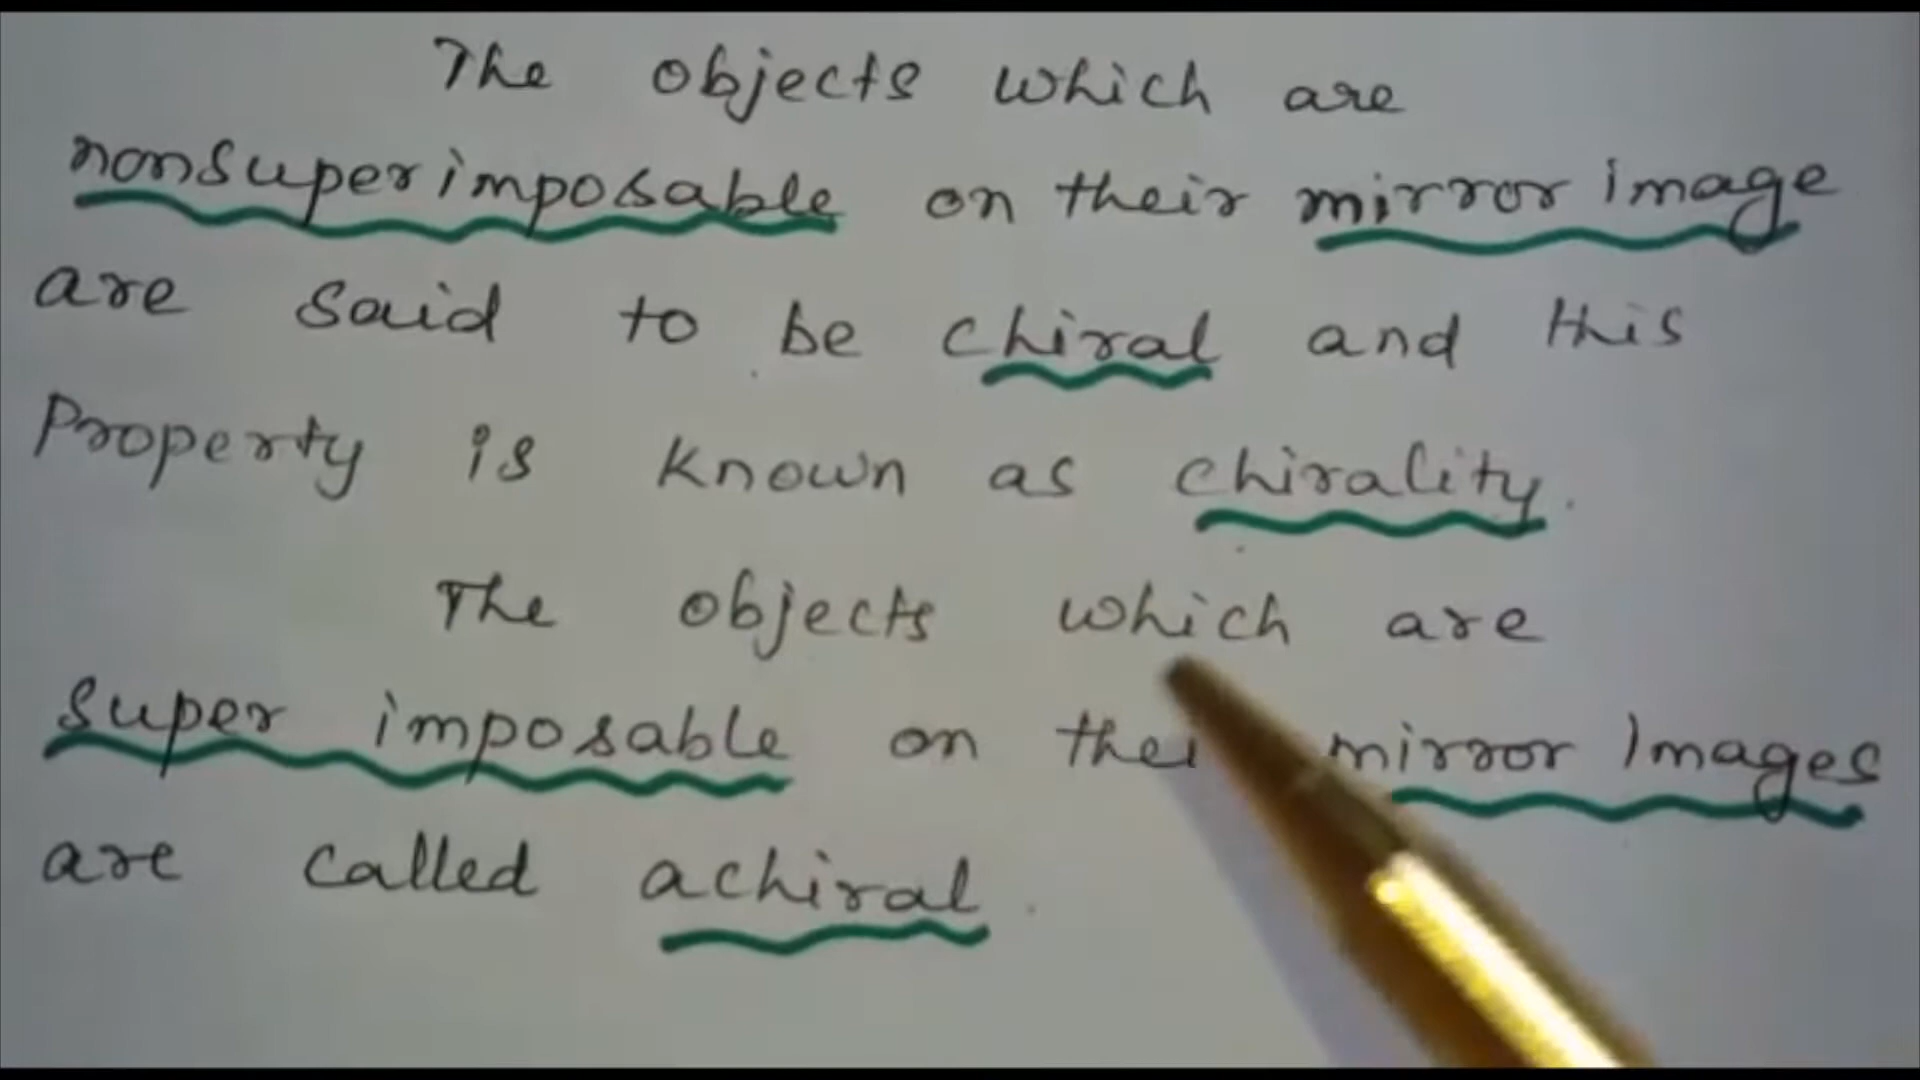 The objects which are
nonsuperimposable on their mirror image
are said to be chiral and this
Property is known as chirality.
The objects which are
super imposable on thei mirror Images
are called achiral.